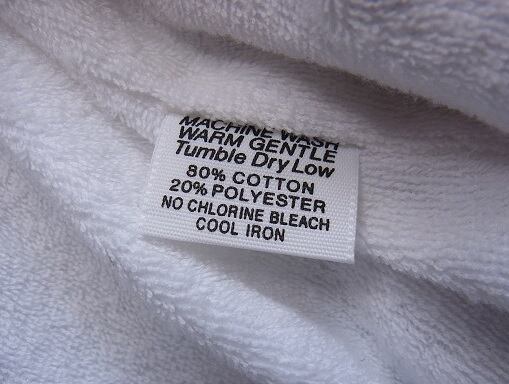 MACHINE WASH
WARM GENTLE
Tumble Dry Low
80% COTTON
20% POLYESTER
NO CHLORINE BLEACH
COOL IRON